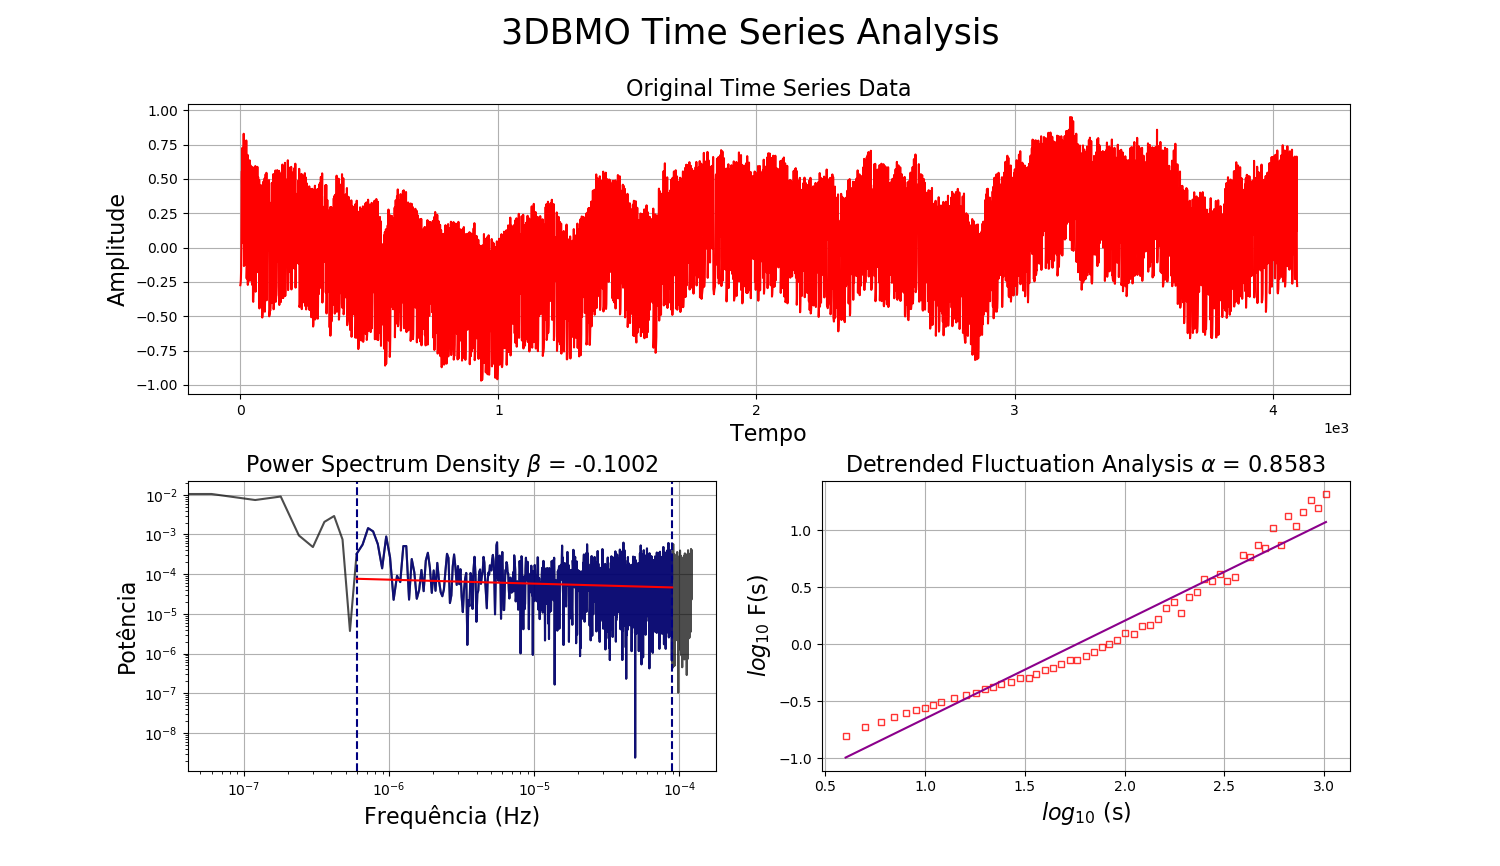 3DBMO Time Series Analysis
Original Time Series Data
1.00
0.75
0.50
0.25
0.00
−0.25
−0.50
−0.75
−1.00
Amplitude
0 1 2 3 4
1e3
Tempo
Power Spectrum Density β = -0.1002
10⁻²
10⁻³
10⁻⁴
10⁻⁵
10⁻⁶
10⁻⁷
10⁻⁸
Potência
10⁻⁷ 10⁻⁶ 10⁻⁵ 10⁻⁴
Frequência (Hz)
Detrended Fluctuation Analysis α = 0.8583
1.0
0.5
0.0
−0.5
−1.0
log₁₀ F(s)
0.5 1.0 1.5 2.0 2.5 3.0
log₁₀ (s)